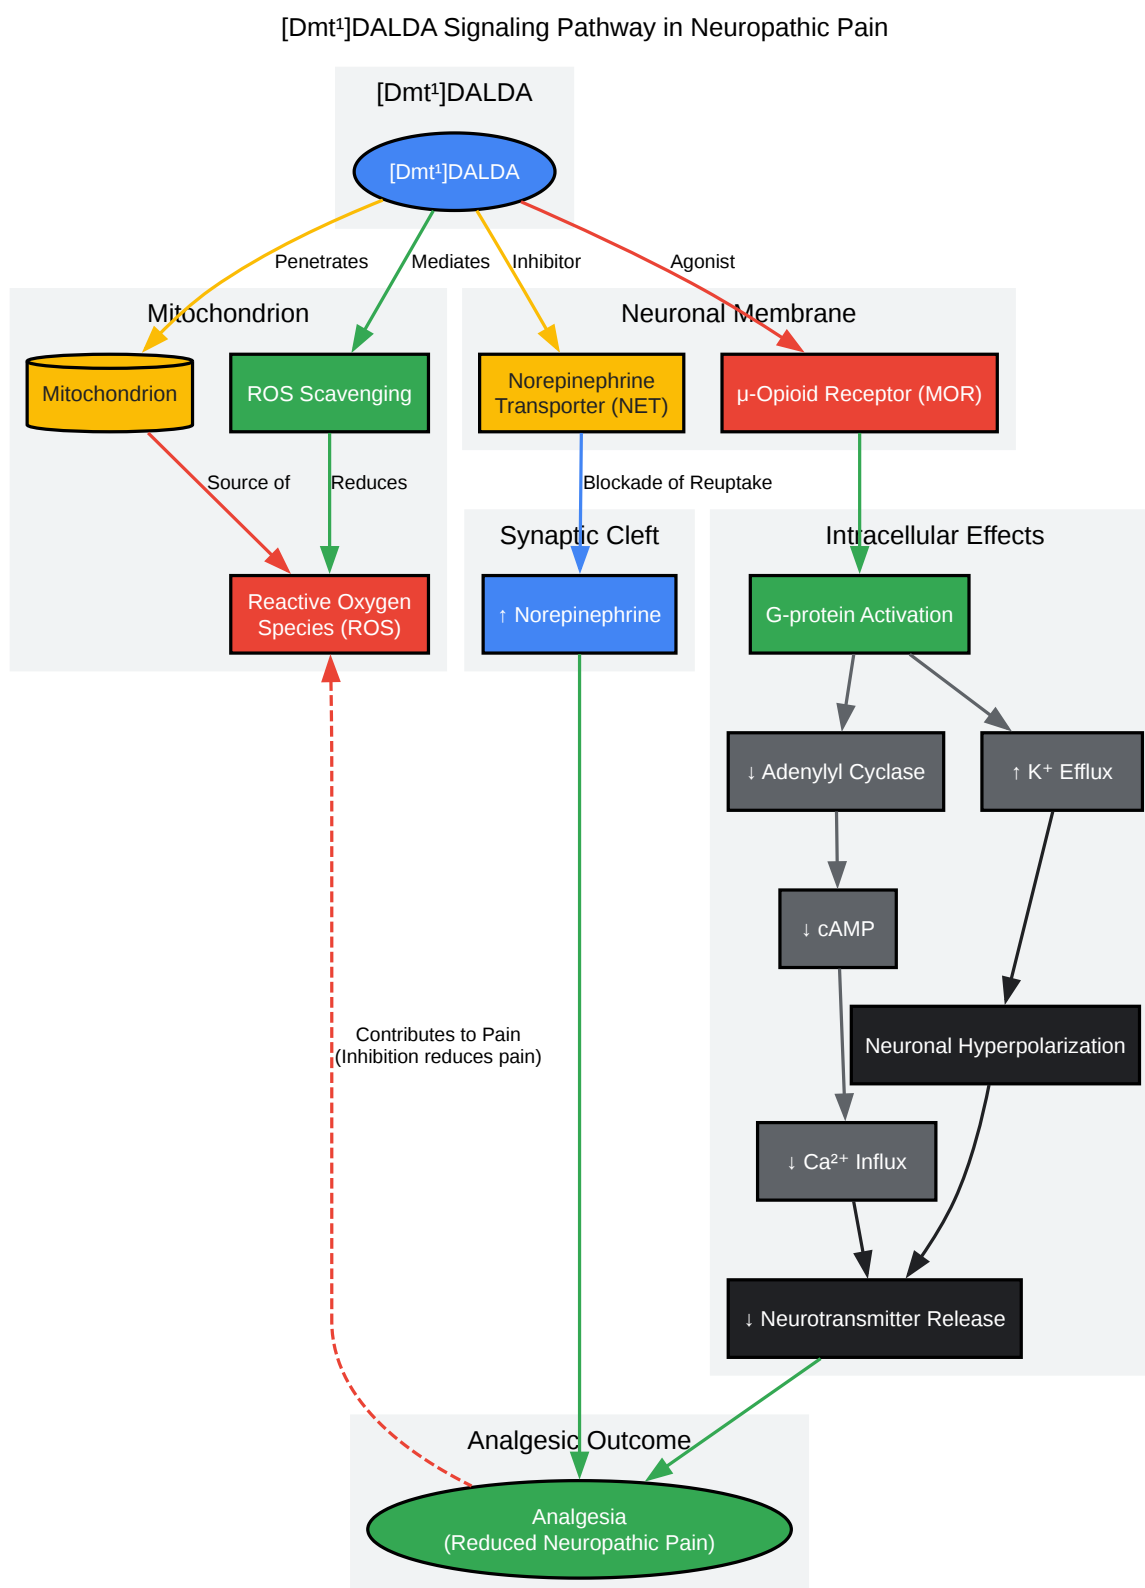 [Dmt¹]DALDA Signaling Pathway in Neuropathic Pain
[Dmt¹]DALDA
[Dmt¹]DALDA
Penetrates
Mediates
Inhibitor
Agonist
Mitochondrion
Neuronal Membrane
Mitochondrion
ROS Scavenging
Norepinephrine
Transporter (NET)
μ-Opioid Receptor (MOR)
Source of
Reduces
Blockade of Reuptake
Synaptic Cleft
Intracellular Effects
Reactive Oxygen
Species (ROS)
↑ Norepinephrine
G-protein Activation
↓ Adenylyl Cyclase
↑ K⁺ Efflux
↓ cAMP
Contributes to Pain
(Inhibition reduces pain)
Neuronal Hyperpolarization
↓ Ca²⁺ Influx
↓ Neurotransmitter Release
Analgesic Outcome
Analgesia
(Reduced Neuropathic Pain)